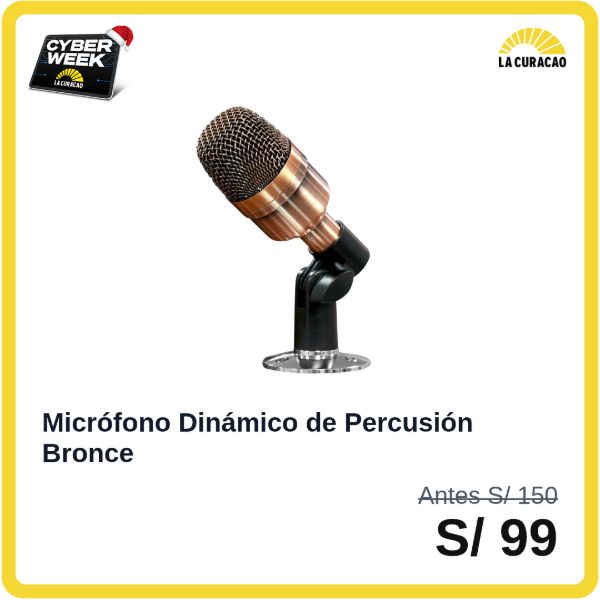 CYBER
WEEK
LA CURACAO
LA CURACAO
Micrófono Dinámico de Percusión
Bronce
Antes S/ 150
S/ 99